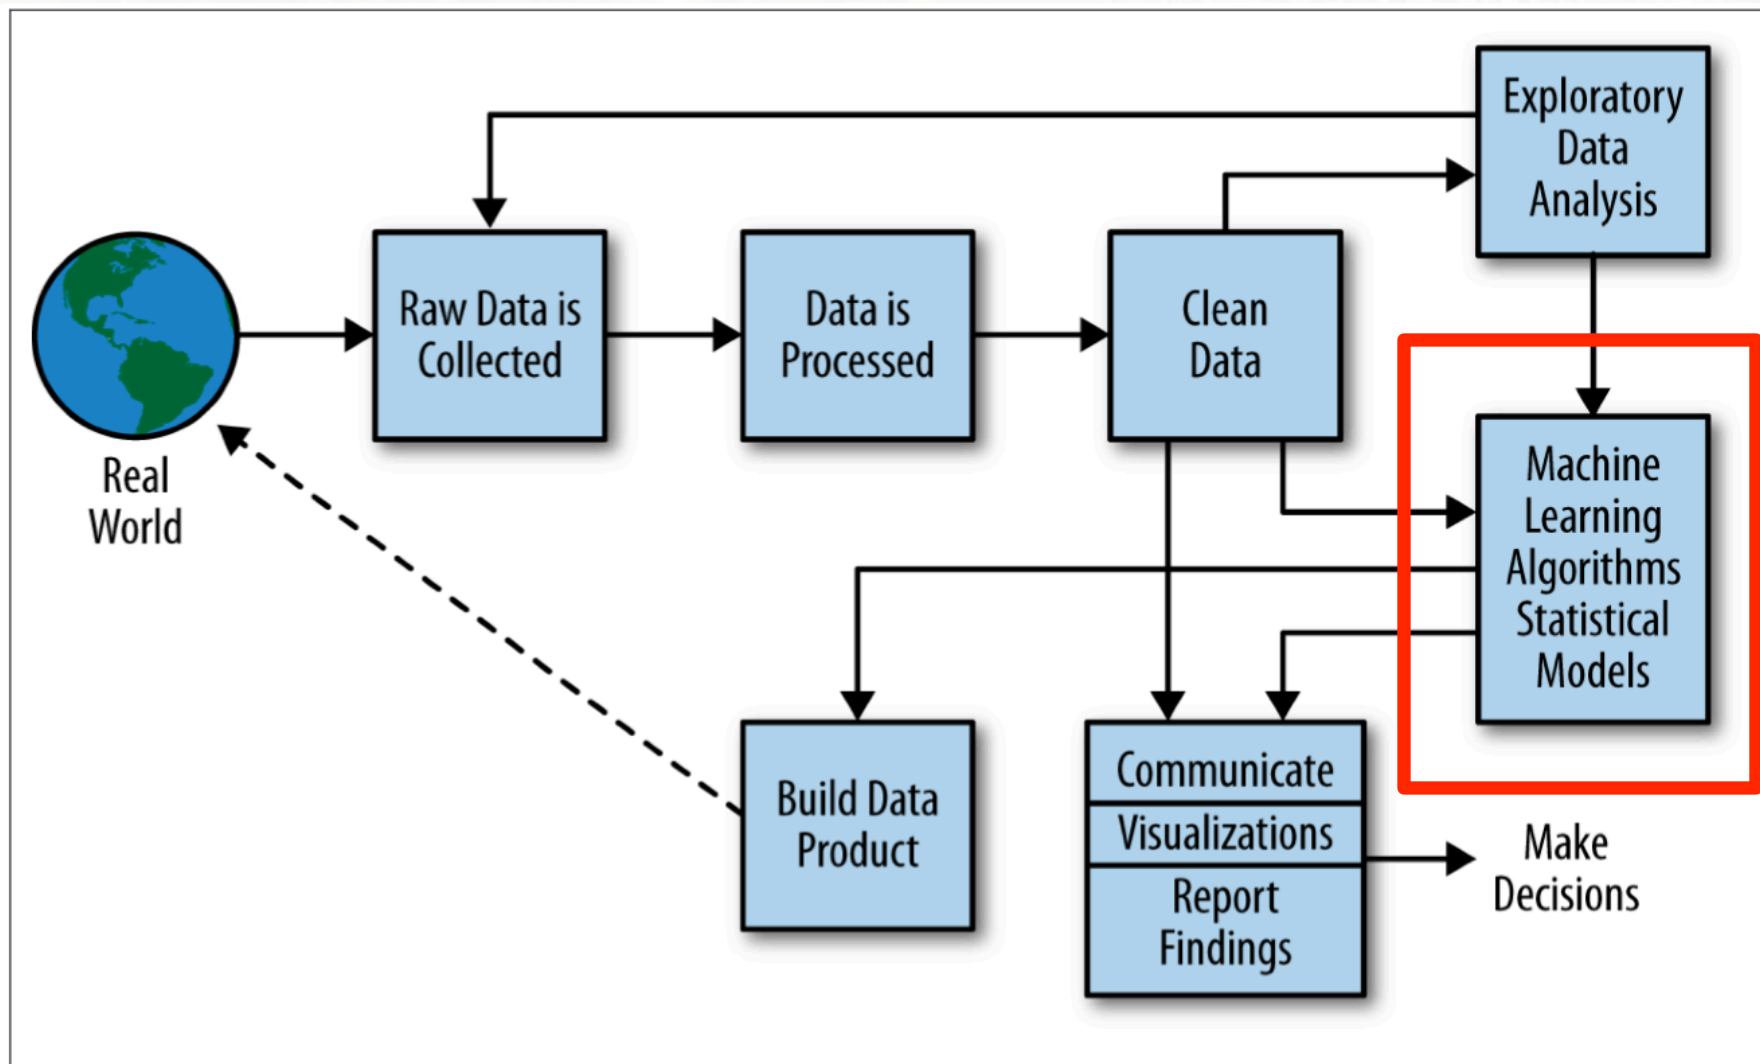 Exploratory
Data
Analysis
Raw Data is
Collected
Data is
Processed
Clean
Data
Real
World
Machine
Learning
Algorithms
Statistical
Models
Build Data
Product
Communicate
Visualizations
Report
Findings
Make
Decisions